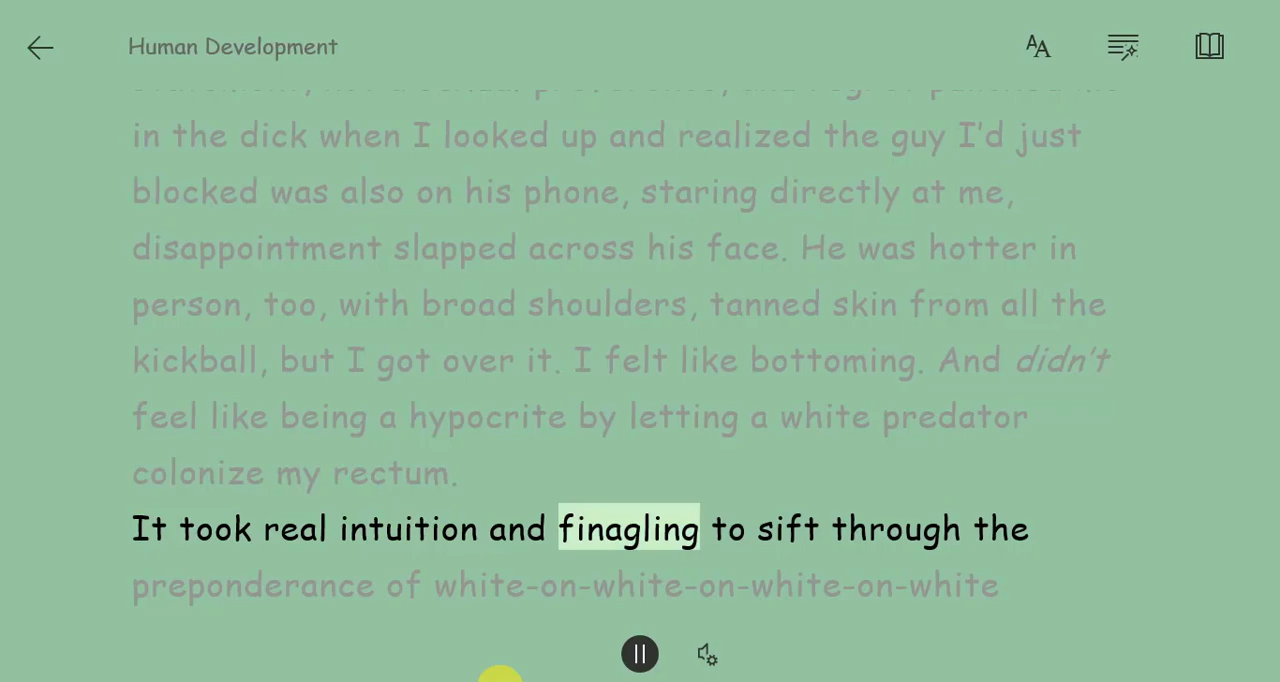 Human Development
in the dick when I looked up and realized the guy I'd just
blocked was also on his phone, staring directly at me,
disappointment slapped across his face. He was hotter in
person, too, with broad shoulders, tanned skin from all the
kickball, but I got over it. I felt like bottoming. And didn't
feel like being a hypocrite by letting a white predator
colonize my rectum.
It took real intuition and finagling to sift through the
preponderance of white-on-white-on-white-on-white